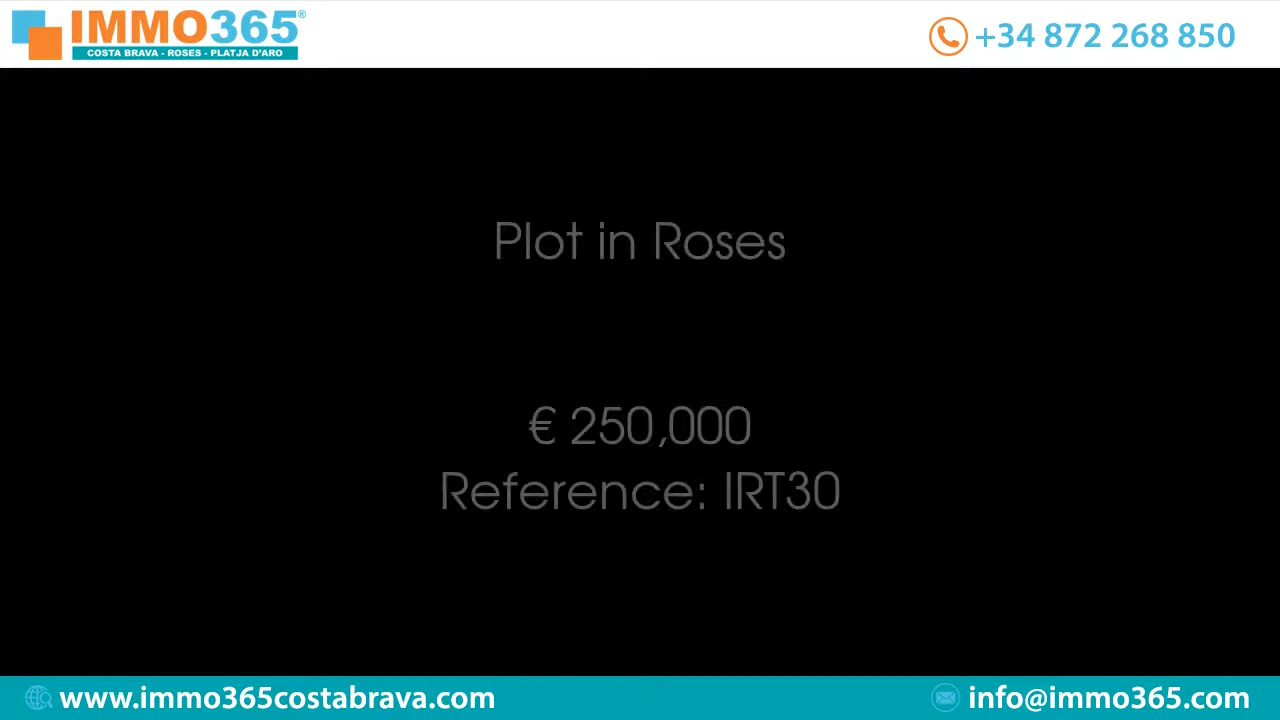 IMMO365®
COSTA BRAVA - ROSES - PLATJA D'ARO
+34 872 268 850
Plot in Roses
€ 250,000
Reference: IRT30
www.immo365costabrava.com
info@immo365.com